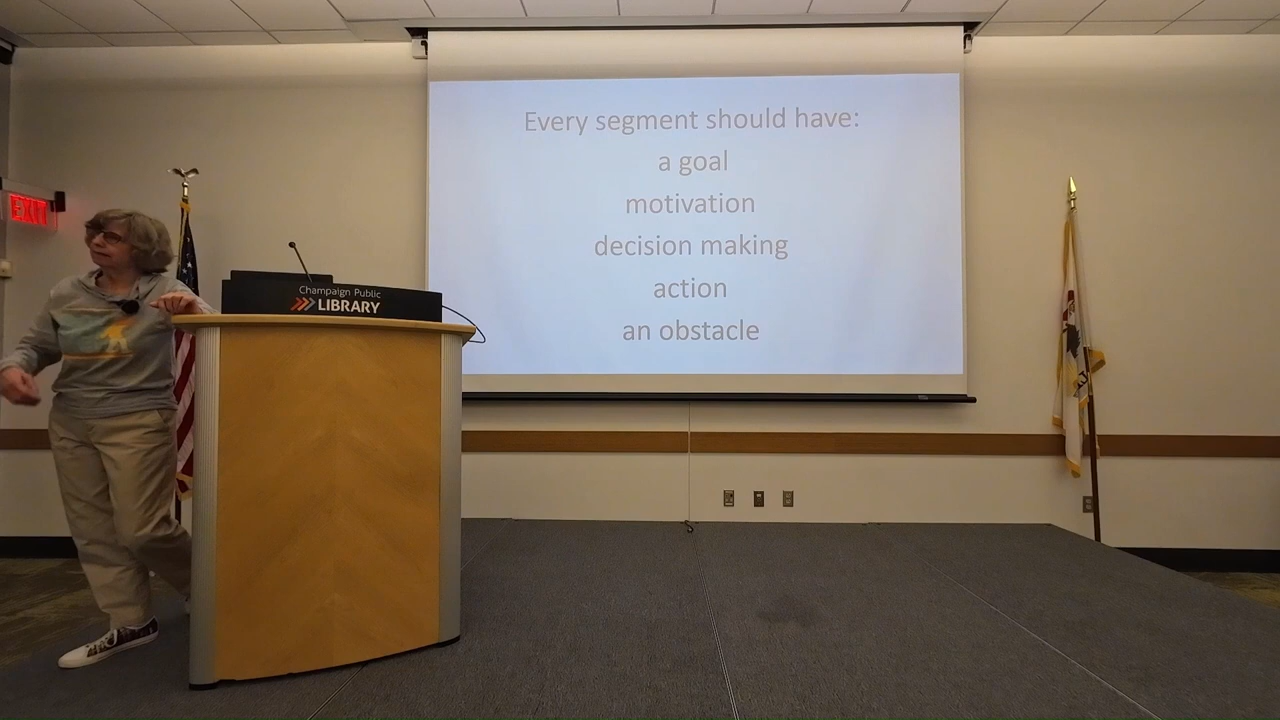 Every segment should have:
a goal
motivation
decision making
action
an obstacle
EXIT
Champaign Public
LIBRARY